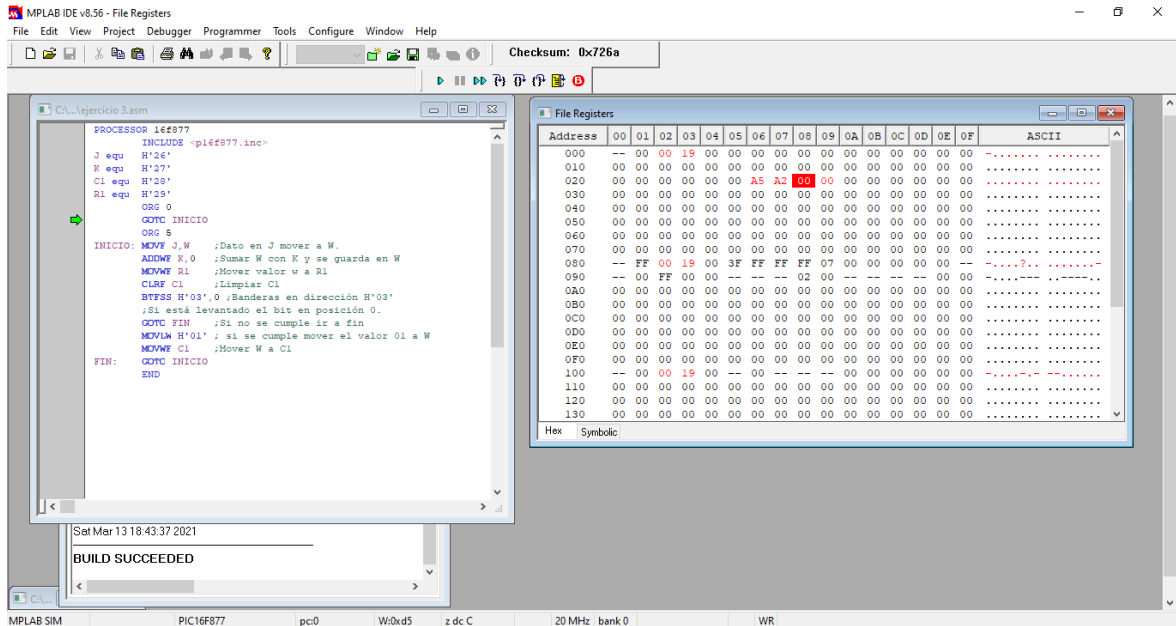 MPLAB IDE v8.56 - File Registers
File Edit View Project Debugger Programmer Tools Configure Window Help
Checksum: 0x726a
C:\...\ejercicio 3.asm
PROCESSOR 16f877
INCLUDE <p16f877.inc>
J equ H'26'
K equ H'27'
C1 equ H'28'
R1 equ H'29'
ORG 0
GOTO INICIO
ORG 5
INICIO: MOVF J,W ;Dato en J mover a W.
ADDWF K,0 ;Sumar W con K y se guarda en W
MOVWF R1 ;Mover valor w a R1
CLRF C1 ;Limpiar C1
BTFSS H'03',0 ;Banderas en dirección H'03'
;Si está levantado el bit en posición 0.
GOTO FIN ;Si no se cumple ir a fin
MOVLW H'01' ; si se cumple mover el valor 01 a W
MOVWF C1 ;Mover W a C1
FIN: GOTO INICIO
END
File Registers
Address 00 01 02 03 04 05 06 07 08 09 0A 0B 0C 0D 0E 0F ASCII
000 -- 00 00 19 00 00 00 00 00 00 00 00 00 00 00 00 -....... ........
010 00 00 00 00 00 00 00 00 00 00 00 00 00 00 00 00 ........ ........
020 00 00 00 00 00 00 A5 A2 00 00 00 00 00 00 00 00 ........ ........
030 00 00 00 00 00 00 00 00 00 00 00 00 00 00 00 00 ........ ........
040 00 00 00 00 00 00 00 00 00 00 00 00 00 00 00 00 ........ ........
050 00 00 00 00 00 00 00 00 00 00 00 00 00 00 00 00 ........ ........
060 00 00 00 00 00 00 00 00 00 00 00 00 00 00 00 00 ........ ........
070 00 00 00 00 00 00 00 00 00 00 00 00 00 00 00 00 ........ ........
080 -- FF 00 19 00 3F FF FF FF 07 00 00 00 00 00 -- -....?.. .......-
090 -- 00 FF 00 00 -- -- -- 02 00 -- -- -- -- 00 00 -....--- ..----..
0A0 00 00 00 00 00 00 00 00 00 00 00 00 00 00 00 00 ........ ........
0B0 00 00 00 00 00 00 00 00 00 00 00 00 00 00 00 00 ........ ........
0C0 00 00 00 00 00 00 00 00 00 00 00 00 00 00 00 00 ........ ........
0D0 00 00 00 00 00 00 00 00 00 00 00 00 00 00 00 00 ........ ........
0E0 00 00 00 00 00 00 00 00 00 00 00 00 00 00 00 00 ........ ........
0F0 00 00 00 00 00 00 00 00 00 00 00 00 00 00 00 00 ........ ........
100 -- 00 00 19 00 -- 00 -- -- -- 00 00 00 00 00 00 -....-.- --......
110 00 00 00 00 00 00 00 00 00 00 00 00 00 00 00 00 ........ ........
120 00 00 00 00 00 00 00 00 00 00 00 00 00 00 00 00 ........ ........
130 00 00 00 00 00 00 00 00 00 00 00 00 00 00 00 00 ........ ........
Hex Symbolic
Sat Mar 13 18:43:37 2021
BUILD SUCCEEDED
C:\...
MPLAB SIM PIC16F877 pc:0 W:0xd5 z dc C 20 MHz bank 0 WR